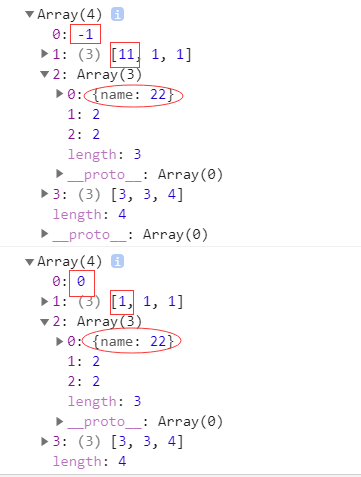 ▼Array(4) i
0: -1
▶1: (3) [11, 1, 1]
▼2: Array(3)
▶0: {name: 22}
1: 2
2: 2
length: 3
▶__proto__: Array(0)
▶3: (3) [3, 3, 4]
length: 4
▶__proto__: Array(0)
▼Array(4) i
0: 0
▶1: (3) [1, 1, 1]
▼2: Array(3)
▶0: {name: 22}
1: 2
2: 2
length: 3
▶__proto__: Array(0)
▶3: (3) [3, 3, 4]
length: 4